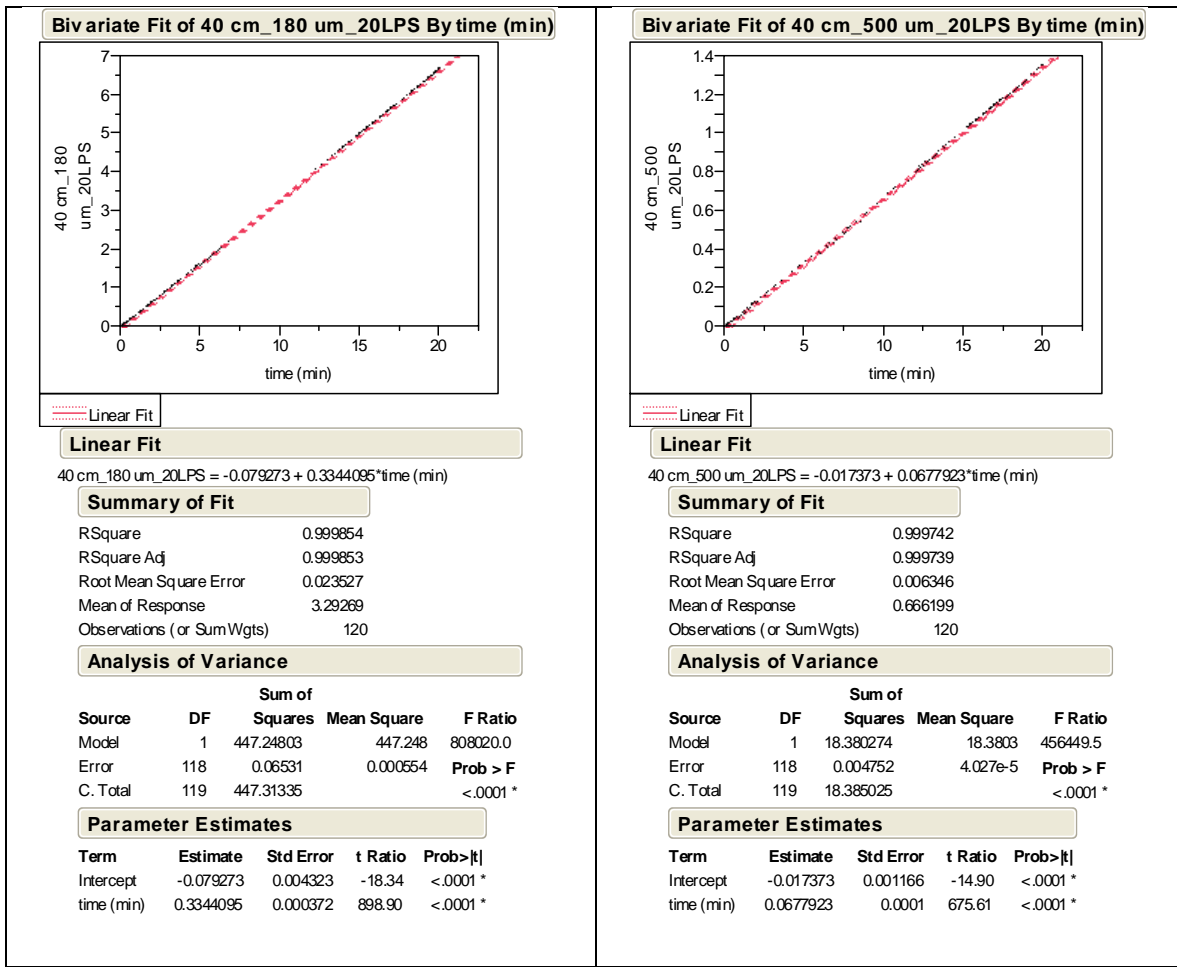 Bivariate Fit of 40 cm_180 um_20LPS By time (min)
7
6
5
4
3
2
1
0
40 cm_180
um_20LPS
0 5 10 15 20
time (min)
Linear Fit
Linear Fit
40 cm_180 um_20LPS = -0.079273 + 0.3344095*time (min)
Summary of Fit
RSquare 0.999854
RSquare Adj 0.999853
Root Mean Square Error 0.023527
Mean of Response 3.29269
Observations (or Sum Wgts) 120
Analysis of Variance
Sum of
Source DF Squares Mean Square F Ratio
Model 1 447.24803 447.248 808020.0
Error 118 0.06531 0.000554 Prob > F
C. Total 119 447.31335 <.0001 *
Parameter Estimates
Term Estimate Std Error t Ratio Prob>|t|
Intercept -0.079273 0.004323 -18.34 <.0001 *
time (min) 0.3344095 0.000372 898.90 <.0001 *
Bivariate Fit of 40 cm_500 um_20LPS By time (min)
1.4
1.2
1
0.8
0.6
0.4
0.2
0
40 cm_500
um_20LPS
0 5 10 15 20
time (min)
Linear Fit
Linear Fit
40 cm_500 um_20LPS = -0.017373 + 0.0677923*time (min)
Summary of Fit
RSquare 0.999742
RSquare Adj 0.999739
Root Mean Square Error 0.006346
Mean of Response 0.666199
Observations (or Sum Wgts) 120
Analysis of Variance
Sum of
Source DF Squares Mean Square F Ratio
Model 1 18.380274 18.3803 456449.5
Error 118 0.004752 4.027e-5 Prob > F
C. Total 119 18.385025 <.0001 *
Parameter Estimates
Term Estimate Std Error t Ratio Prob>|t|
Intercept -0.017373 0.001166 -14.90 <.0001 *
time (min) 0.0677923 0.0001 675.61 <.0001 *